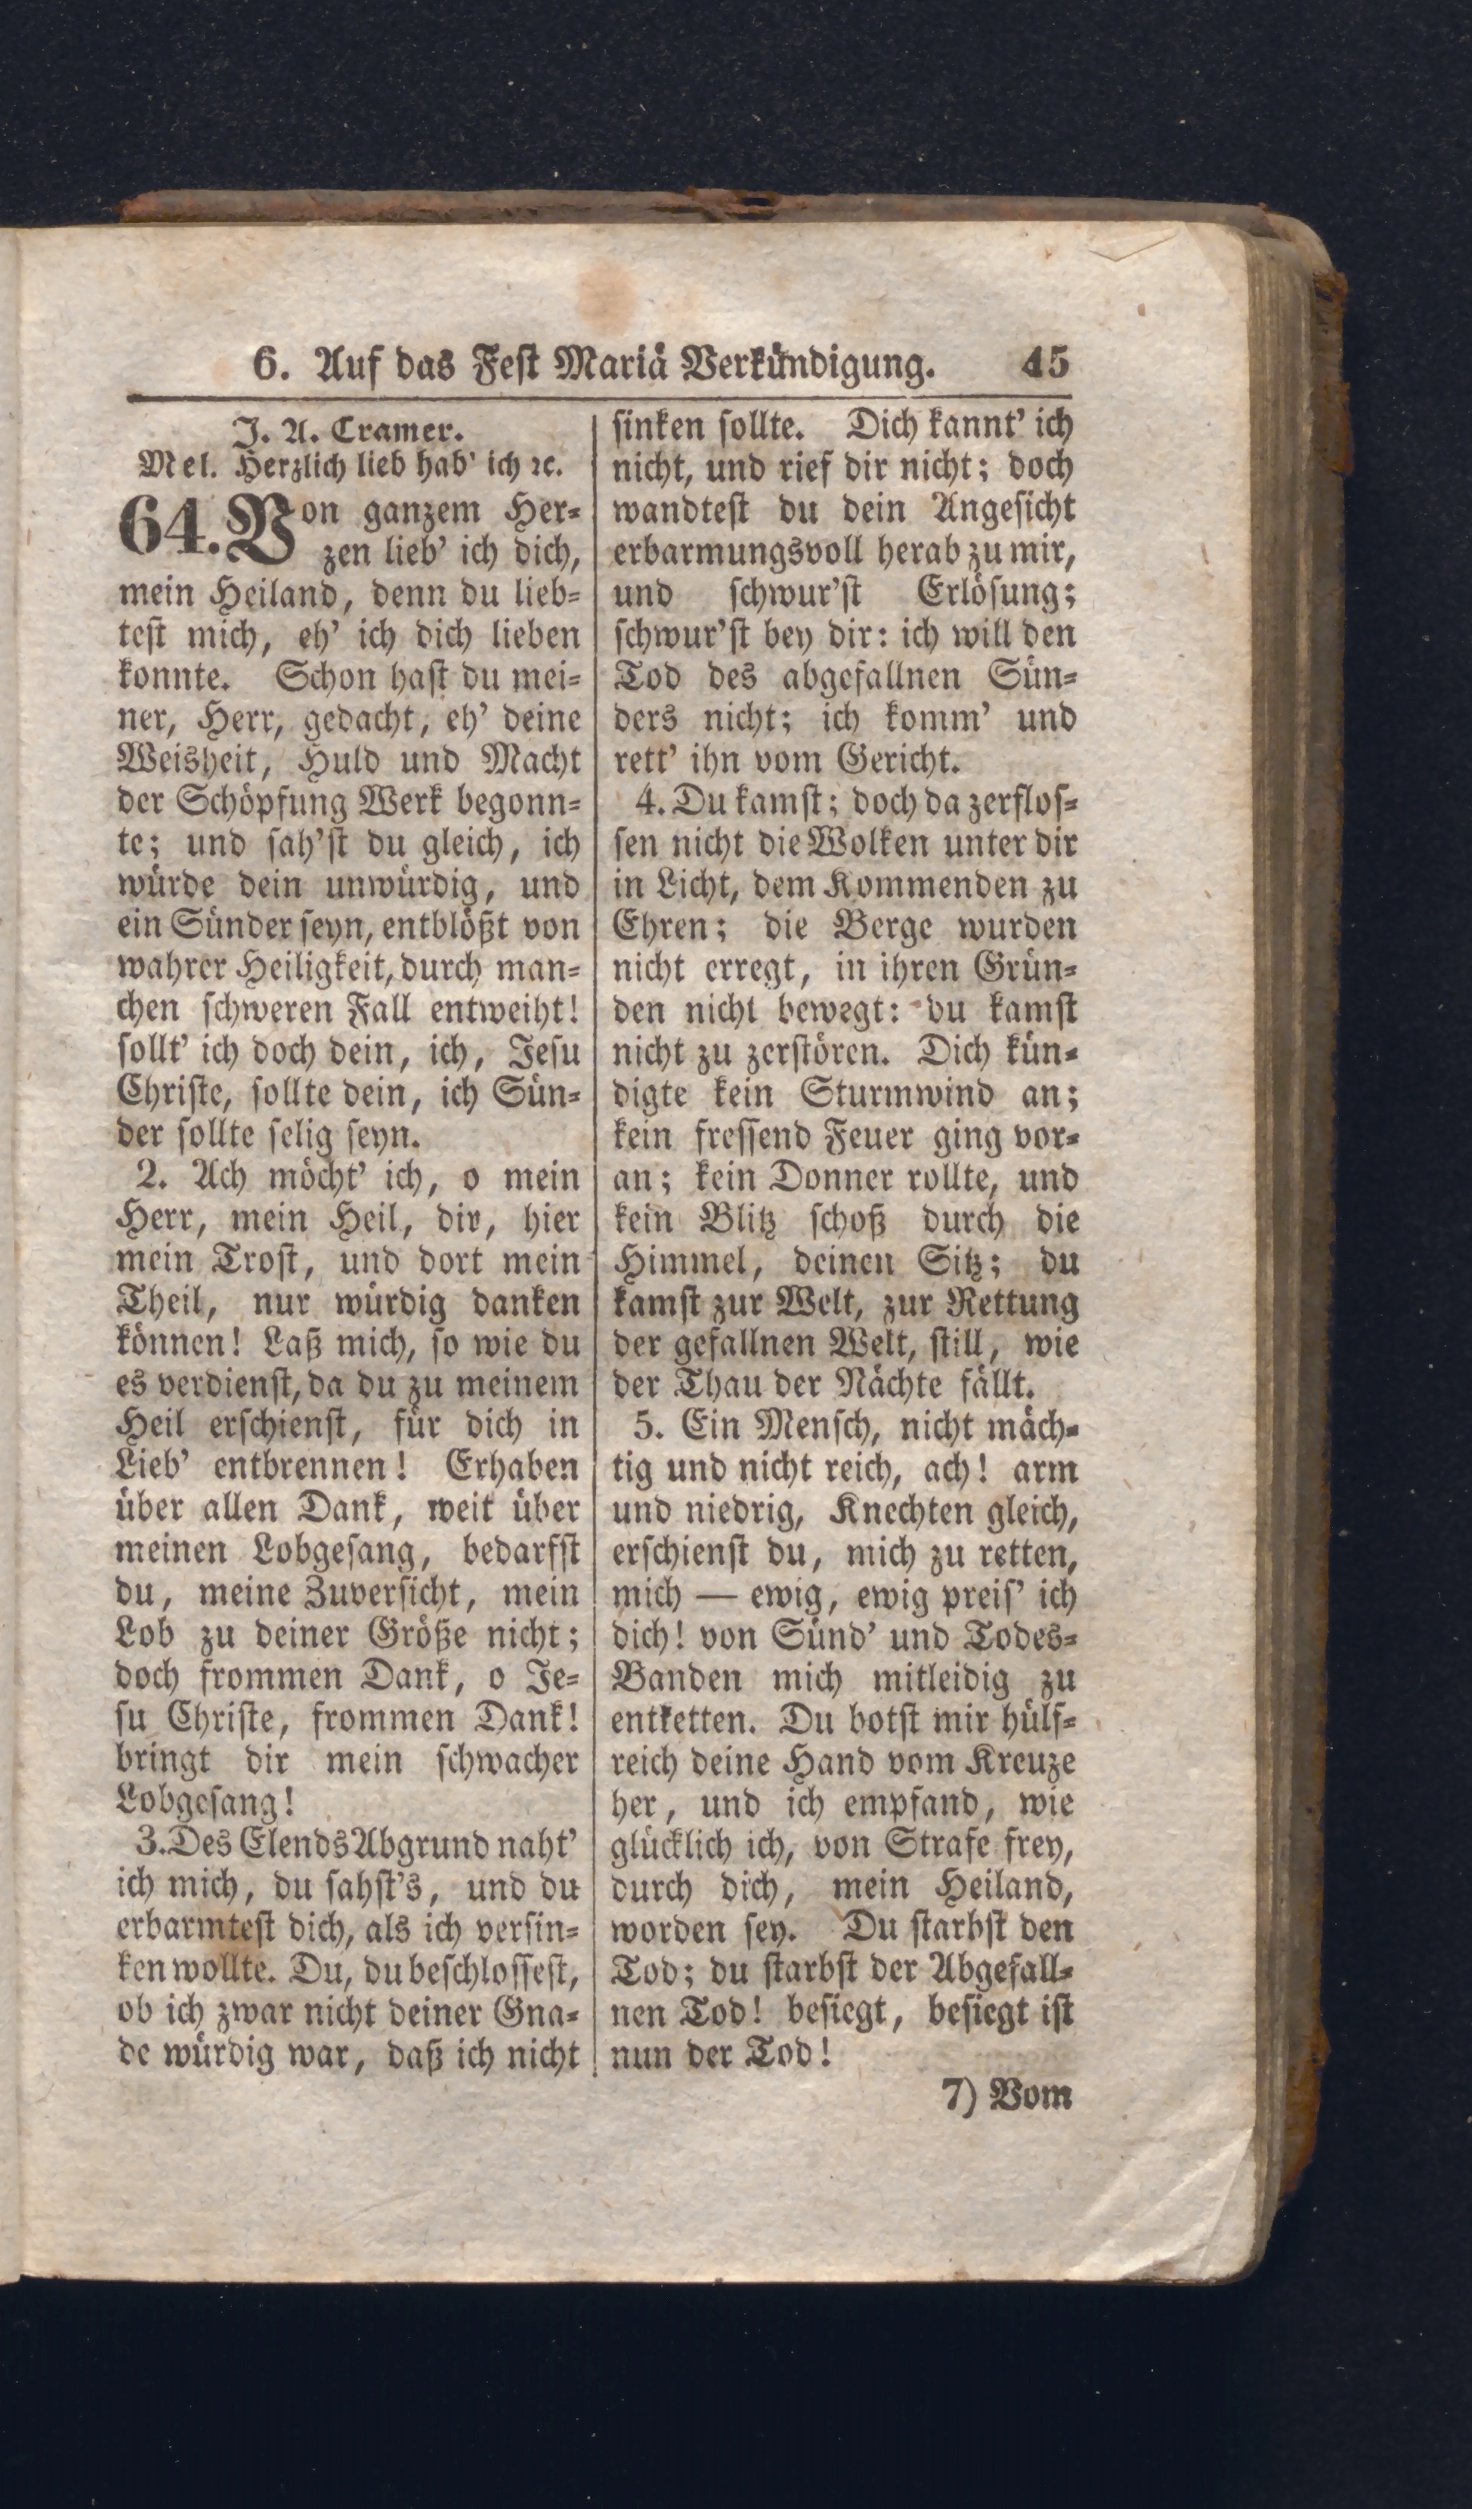 6. Auf das Fest Mariä Verkündigung. 45
J. A. Cramer.
Mel. Herzlich lieb hab' ich ꝛc.
64. Von ganzem Her-
zen lieb' ich dich,
mein Heiland, denn du lieb-
test mich, eh' ich dich lieben
konnte. Schon hast du mei-
ner, Herr, gedacht, eh' deine
Weisheit, Huld und Macht
der Schöpfung Werk begonn-
te; und sah'st du gleich, ich
würde dein unwürdig, und
ein Sünder seyn, entblößt von
wahrer Heiligkeit, durch man-
chen schweren Fall entweiht!
sollt' ich doch dein, ich, Jesu
Christe, sollte dein, ich Sün-
der sollte selig seyn.
2. Ach möcht' ich, o mein
Herr, mein Heil, dir, hier
mein Trost, und dort mein
Theil, nur würdig danken
können! Laß mich, so wie du
es verdienst, da du zu meinem
Heil erschienst, für dich in
Lieb' entbrennen! Erhaben
über allen Dank, weit über
meinen Lobgesang, bedarfst
du, meine Zuversicht, mein
Lob zu deiner Größe nicht;
doch frommen Dank, o Je-
su Christe, frommen Dank!
bringt dir mein schwacher
Lobgesang!
3. Des Elends Abgrund naht'
ich mich, du sahst's, und du
erbarmtest dich, als ich versin-
ken wollte. Du, du beschlossest,
ob ich zwar nicht deiner Gna-
de würdig war, daß ich nicht
sinken sollte. Dich kannt' ich
nicht, und rief dir nicht; doch
wandtest du dein Angesicht
erbarmungsvoll herab zu mir,
und schwur'st Erlösung;
schwur'st bey dir: ich will den
Tod des abgefallnen Sün-
ders nicht; ich komm' und
rett' ihn vom Gericht.
4. Du kamst; doch da zerflos-
sen nicht die Wolken unter dir
in Licht, dem Kommenden zu
Ehren; die Berge wurden
nicht erregt, in ihren Grün-
den nicht bewegt: du kamst
nicht zu zerstören. Dich kün-
digte kein Sturmwind an;
kein fressend Feuer ging vor-
an; kein Donner rollte, und
kein Blitz schoß durch die
Himmel, deinen Sitz; du
kamst zur Welt, zur Rettung
der gefallnen Welt, still, wie
der Thau der Nächte fällt.
5. Ein Mensch, nicht mäch-
tig und nicht reich, ach! arm
und niedrig, Knechten gleich,
erschienst du, mich zu retten,
mich — ewig, ewig preis' ich
dich! von Sünd' und Todes-
Banden mich mitleidig zu
entketten. Du botst mir hülf-
reich deine Hand vom Kreuze
her, und ich empfand, wie
glücklich ich, von Strafe frey,
durch dich, mein Heiland,
worden sey. Du starbst den
Tod; du starbst der Abgefall-
nen Tod! besiegt, besiegt ist
nun der Tod!
7) Vom